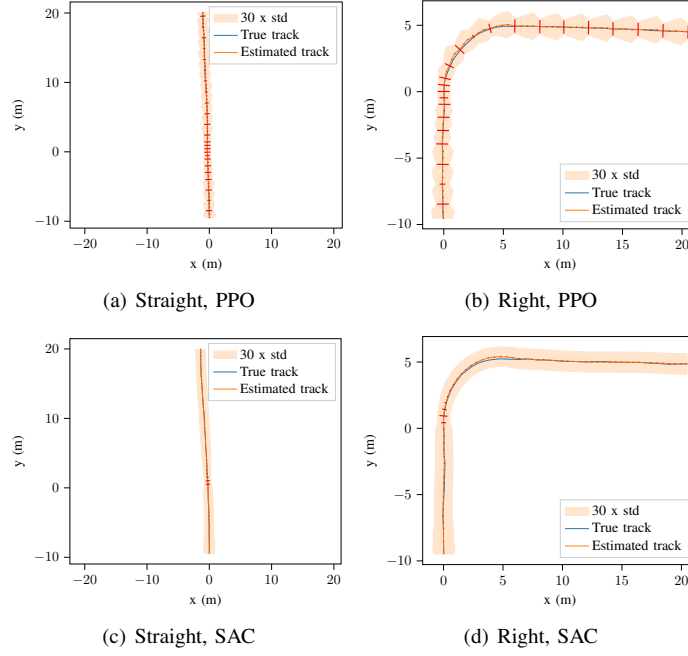 20
10
0
−10
y (m)
−20
−10
0
10
20
x (m)
30 x std
True track
Estimated track
(a) Straight, PPO
5
0
−5
−10
y (m)
0
5
10
15
20
x (m)
30 x std
True track
Estimated track
(b) Right, PPO
20
10
0
−10
y (m)
−20
−10
0
10
20
x (m)
30 x std
True track
Estimated track
(c) Straight, SAC
5
0
−5
−10
y (m)
0
5
10
15
20
x (m)
30 x std
True track
Estimated track
(d) Right, SAC